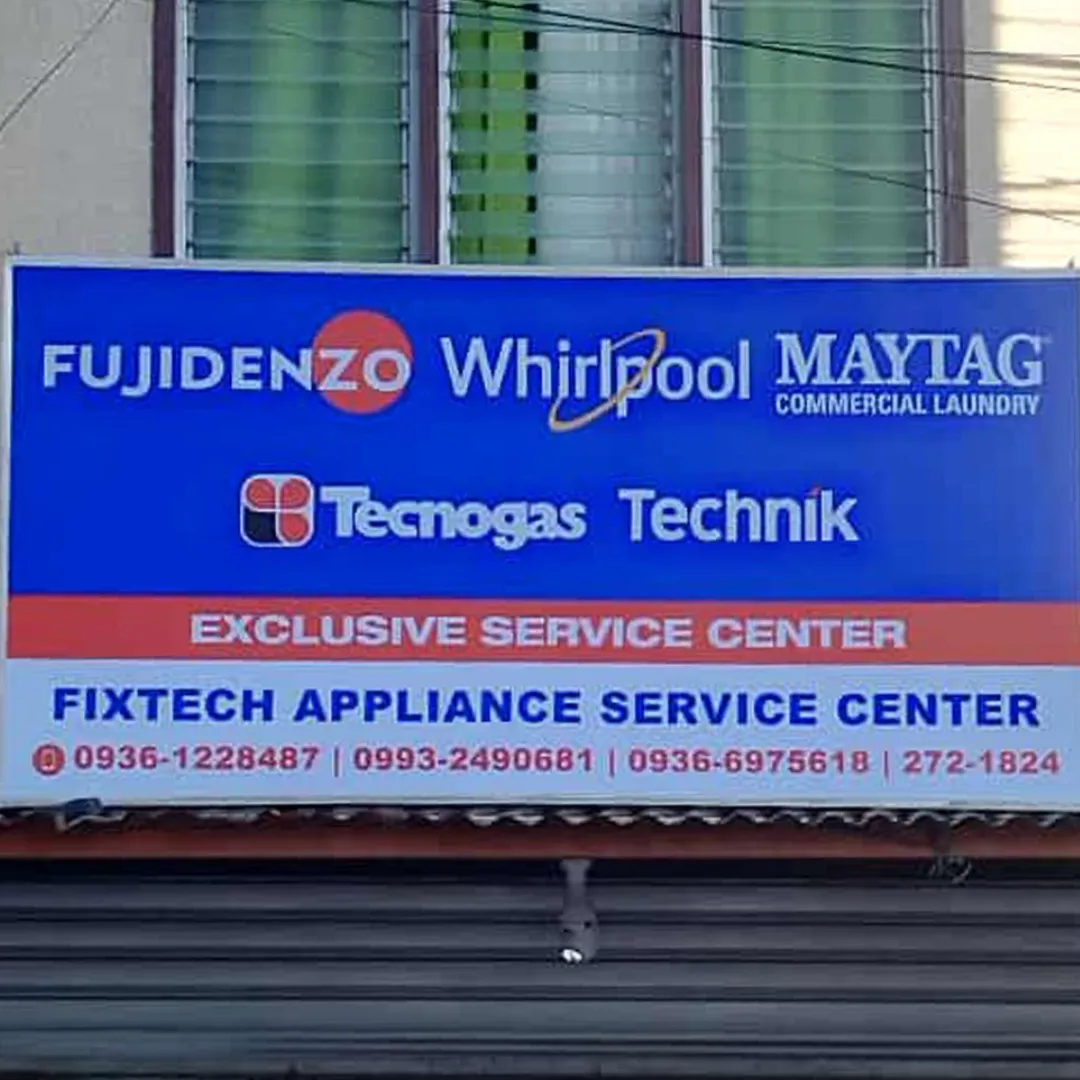 FUJIDENZO Whirlpool MAYTAG
COMMERCIAL LAUNDRY
Tecnogas Technik
EXCLUSIVE SERVICE CENTER
FIXTECH APPLIANCE SERVICE CENTER
0936-1228487 | 0993-2490681 | 0936-6975618 | 272-1824